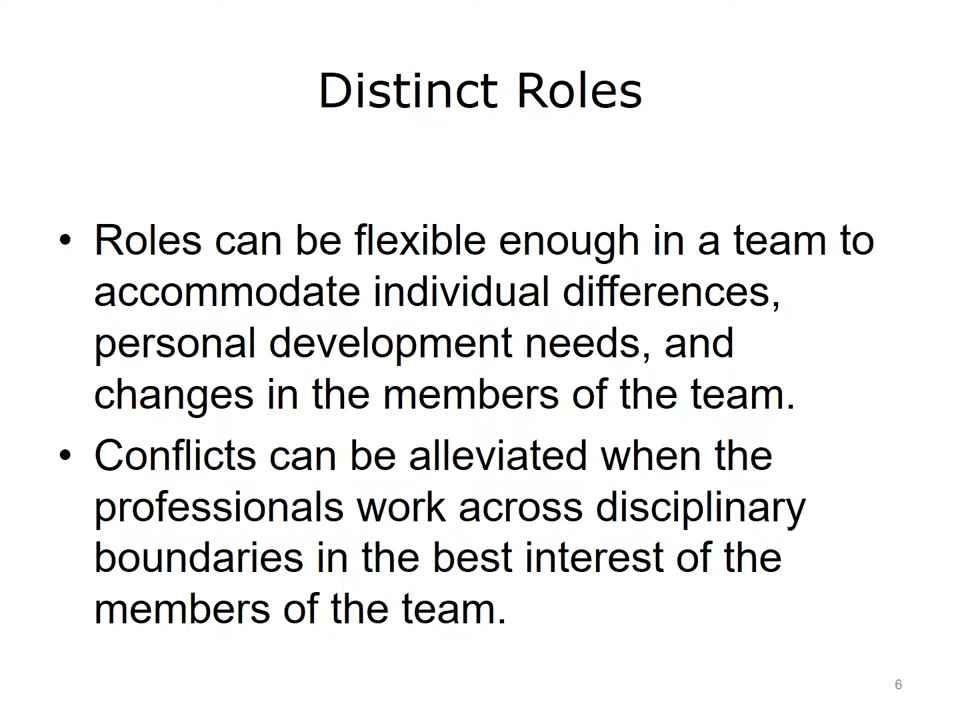 Distinct Roles
• Roles can be flexible enough in a team to
accommodate individual differences,
personal development needs, and
changes in the members of the team.
• Conflicts can be alleviated when the
professionals work across disciplinary
boundaries in the best interest of the
members of the team.
6